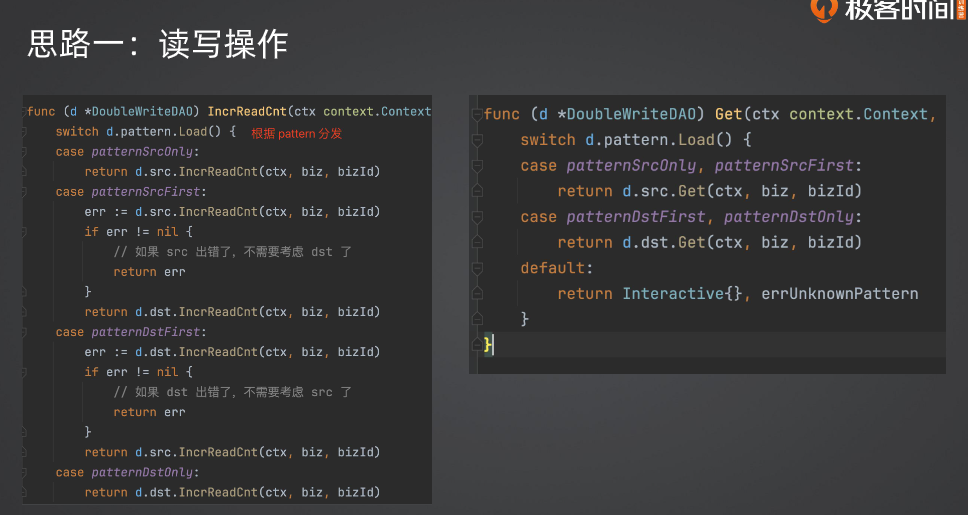 极客时间
思路一：读写操作
func (d *DoubleWriteDAO) IncrReadCnt(ctx context.Context
switch d.pattern.Load() { 根据 pattern 分发
case patternSrcOnly:
return d.src.IncrReadCnt(ctx, biz, bizId)
case patternSrcFirst:
err := d.src.IncrReadCnt(ctx, biz, bizId)
if err != nil {
// 如果 src 出错了，不需要考虑 dst 了
return err
}
return d.dst.IncrReadCnt(ctx, biz, bizId)
case patternDstFirst:
err := d.dst.IncrReadCnt(ctx, biz, bizId)
if err != nil {
// 如果 dst 出错了，不需要考虑 src 了
return err
}
return d.src.IncrReadCnt(ctx, biz, bizId)
case patternDstOnly:
return d.dst.IncrReadCnt(ctx, biz, bizId)
func (d *DoubleWriteDAO) Get(ctx context.Context,
switch d.pattern.Load() {
case patternSrcOnly, patternSrcFirst:
return d.src.Get(ctx, biz, bizId)
case patternDstFirst, patternDstOnly:
return d.dst.Get(ctx, biz, bizId)
default:
return Interactive{}, errUnknownPattern
}
}